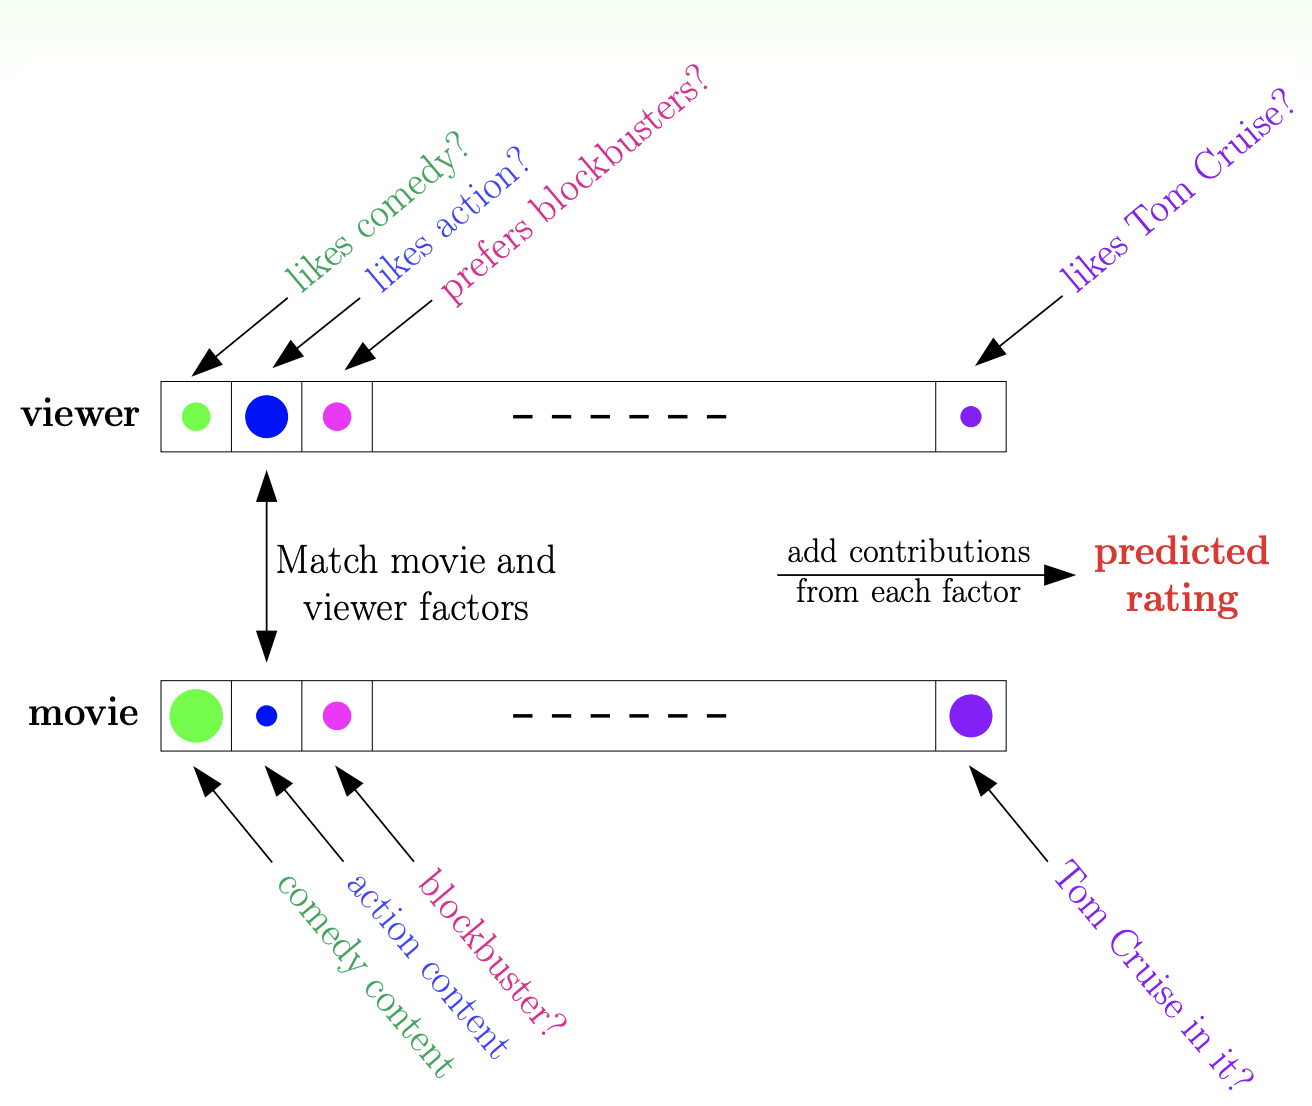 likes comedy?
likes action?
prefers blockbusters?
likes Tom Cruise?
viewer
Match movie and
viewer factors
add contributions
from each factor
predicted
rating
movie
comedy content
action content
blockbuster?
Tom Cruise in it?